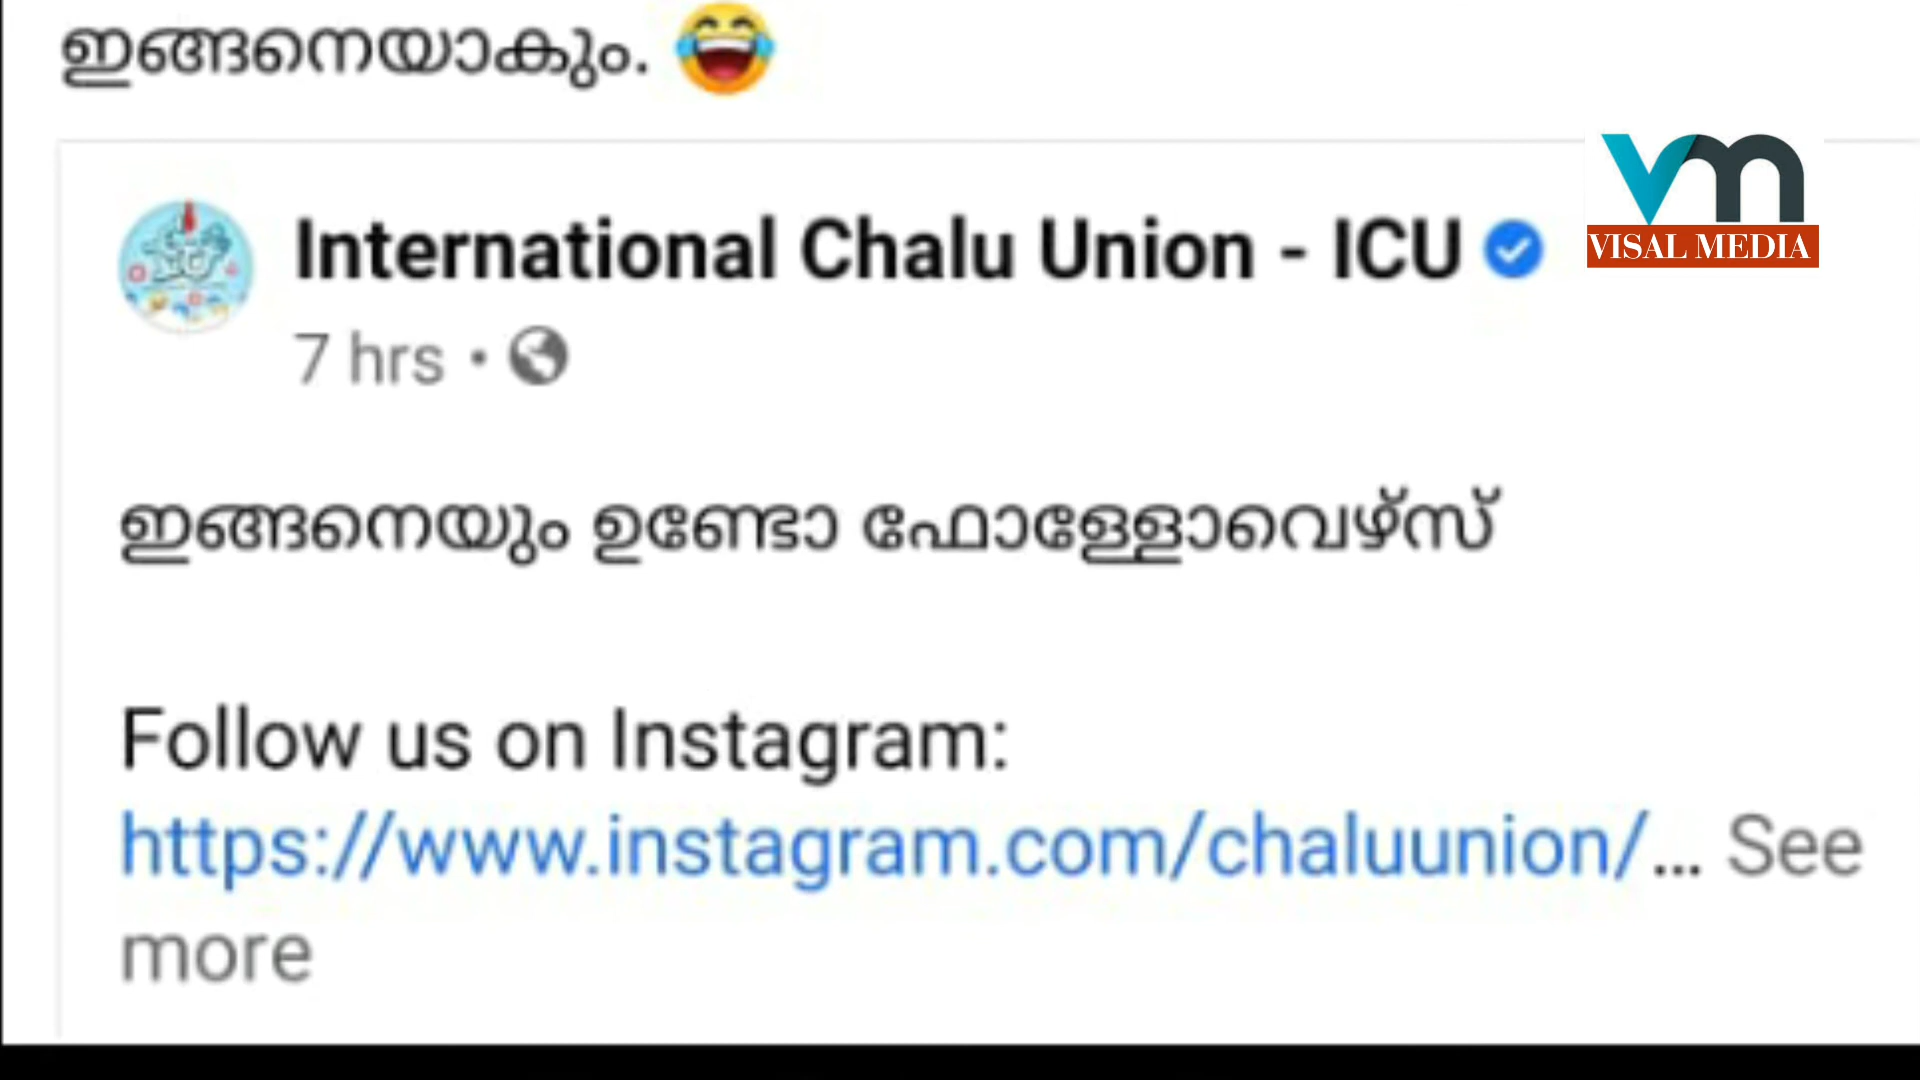 ഇങ്ങനെയാകും. 😂
International Chalu Union - ICU
VISAL MEDIA
7 hrs •
ഇങ്ങനെയും ഉണ്ടോ ഫോള്ളോവെഴ്സ്
Follow us on Instagram:
https://www.instagram.com/chaluunion/... See
more